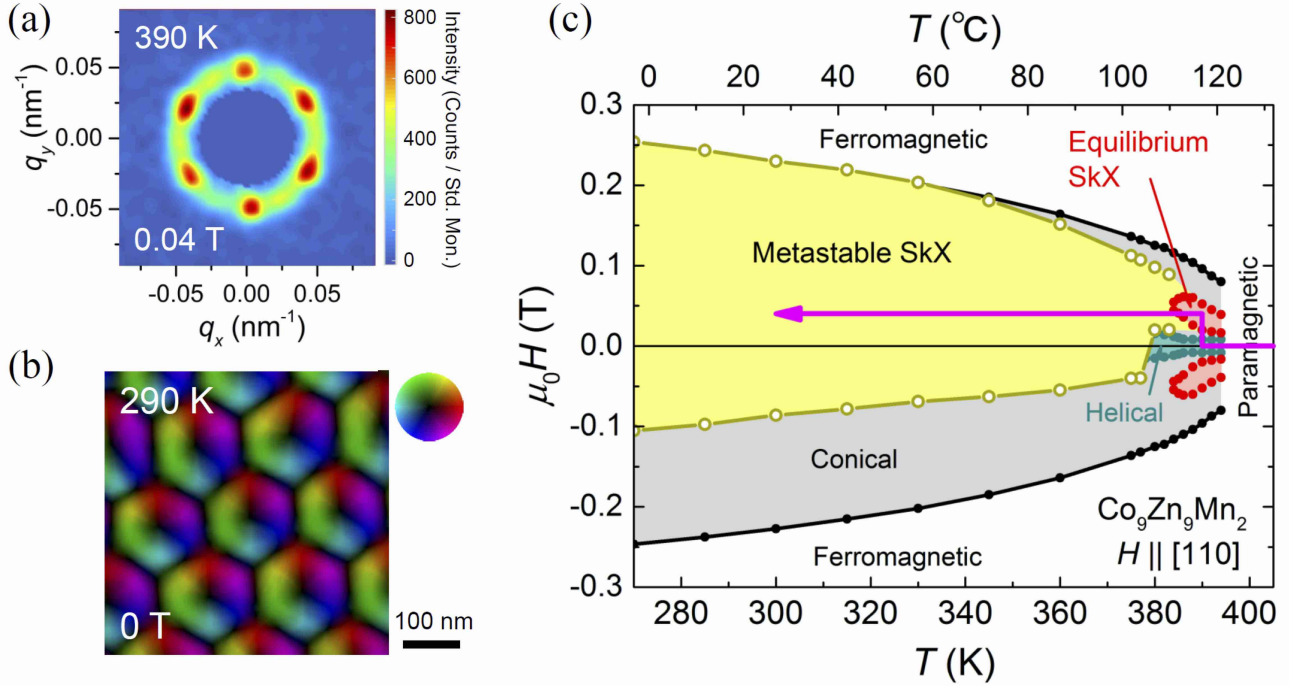 (a)
390 K
0.04 T
0.05
0.00
-0.05
q_y (nm⁻¹)
-0.05 0.00 0.05
q_x (nm⁻¹)
800
600
400
200
0
Intensity (Counts / Std. Mon.)
(b)
290 K
0 T
100 nm
(c)
T (°C)
0 20 40 60 80 100 120
0.3
0.2
0.1
0.0
-0.1
-0.2
-0.3
μ₀H (T)
Ferromagnetic
Equilibrium
SkX
Metastable SkX
Paramagnetic
Helical
Conical
Co₉Zn₉Mn₂
H || [110]
Ferromagnetic
280 300 320 340 360 380 400
T (K)